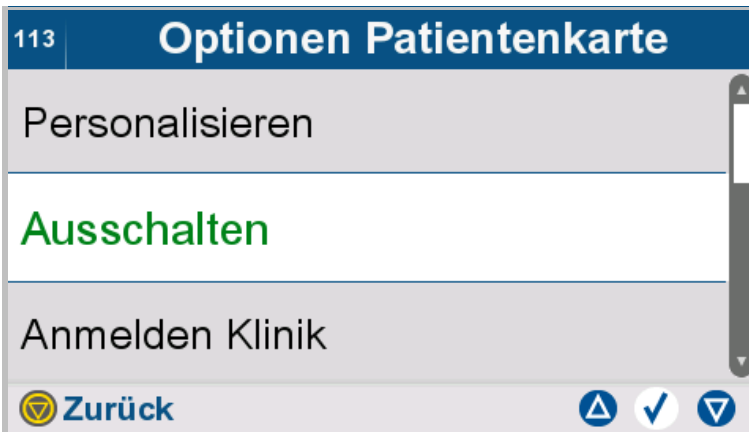 113 Optionen Patientenkarte
Personalisieren
Ausschalten
Anmelden Klinik
Zurück